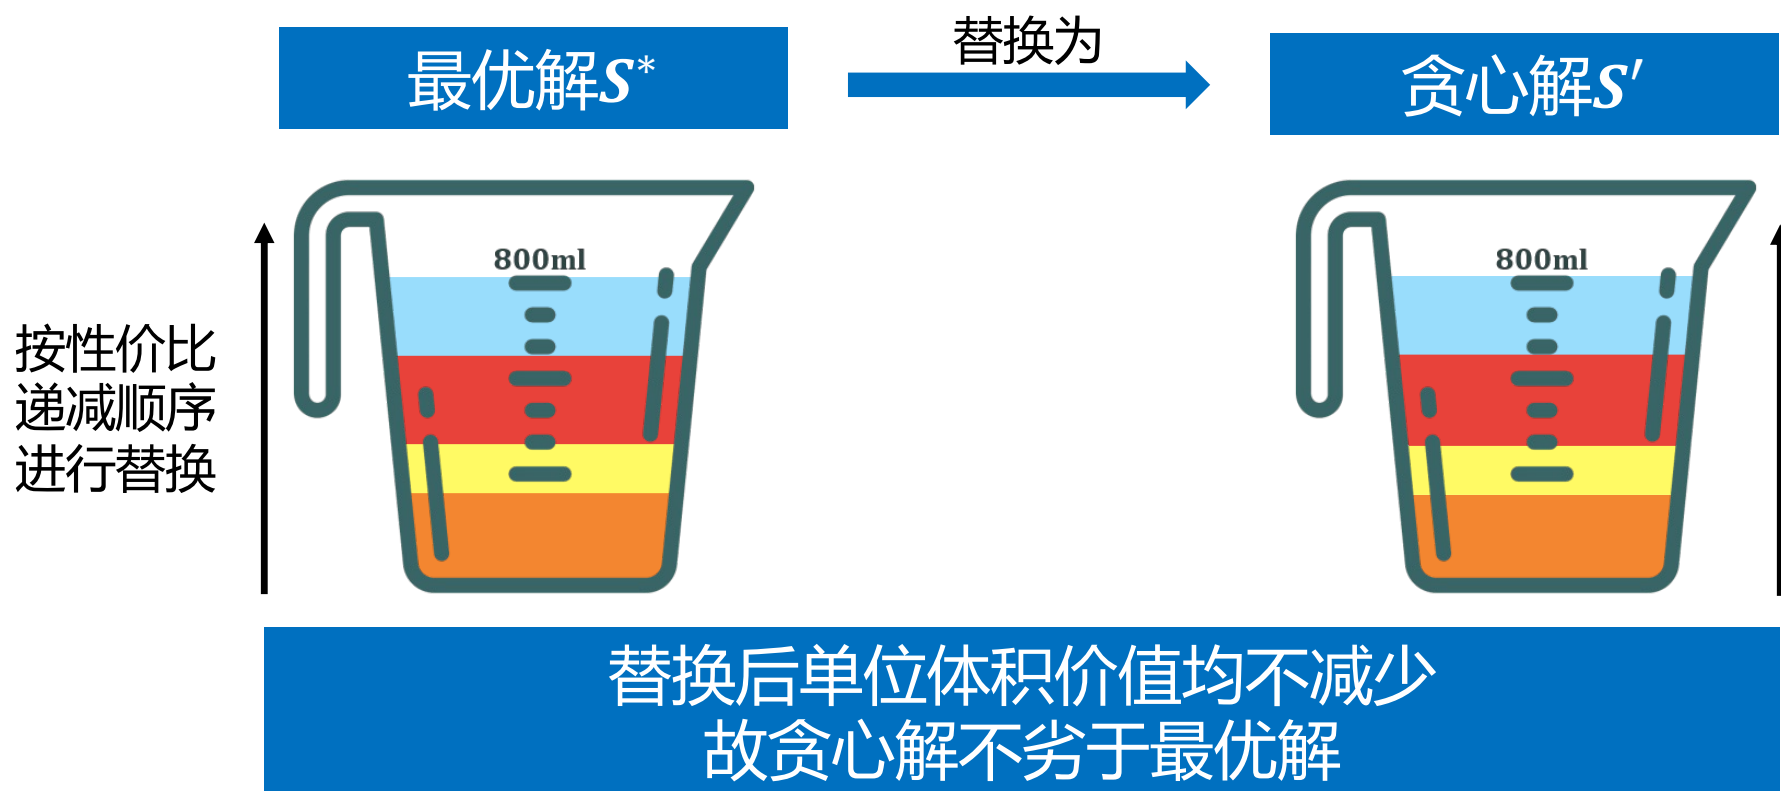 最优解S*
替换为
贪心解S′
800ml
800ml
按性价比
递减顺序
进行替换
替换后单位体积价值均不减少
故贪心解不劣于最优解